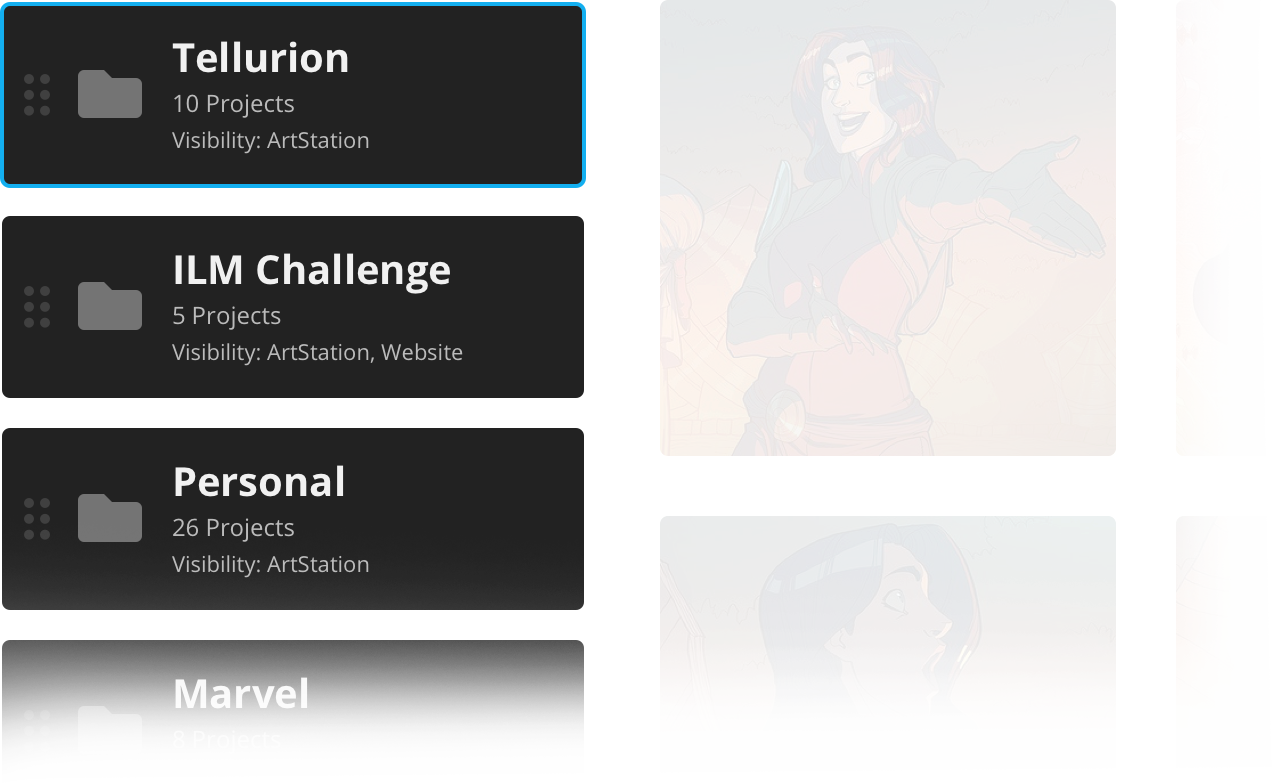 Tellurion
10 Projects
Visibility: ArtStation
ILM Challenge
5 Projects
Visibility: ArtStation, Website
Personal
26 Projects
Visibility: ArtStation
Marvel
8 Projects